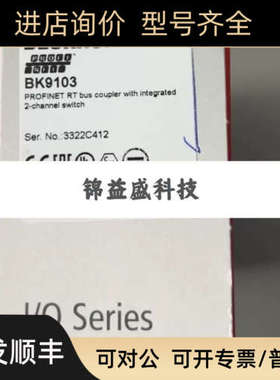 进店询价 型号齐全
PROFI
NET
BK9103
PROFINET RT bus coupler with integrated
2-channel switch
Ser. No.:3322C412
锦益盛科技
I/O Series
发顺丰
可对公 可开专票/普